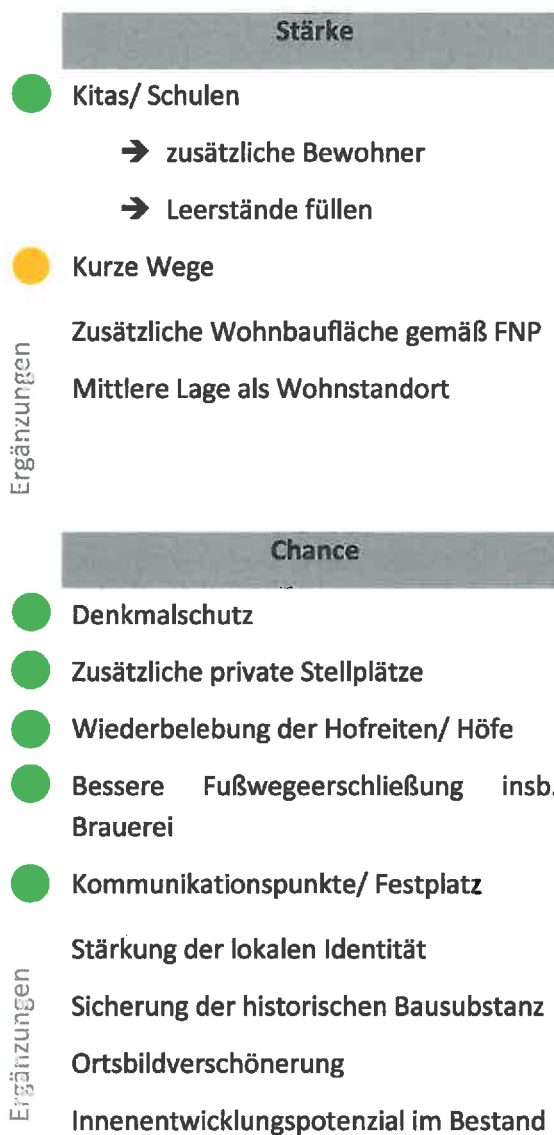 Stärke
Kitas/ Schulen
➔ zusätzliche Bewohner
➔ Leerstände füllen
Kurze Wege
Ergänzungen
Zusätzliche Wohnbaufläche gemäß FNP
Mittlere Lage als Wohnstandort
Chance
Denkmalschutz
Zusätzliche private Stellplätze
Wiederbelebung der Hofreiten/ Höfe
Bessere Fußwegeerschließung insb.
Brauerei
Kommunikationspunkte/ Festplatz
Ergänzungen
Stärkung der lokalen Identität
Sicherung der historischen Bausubstanz
Ortsbildverschönerung
Innenentwicklungspotenzial im Bestand